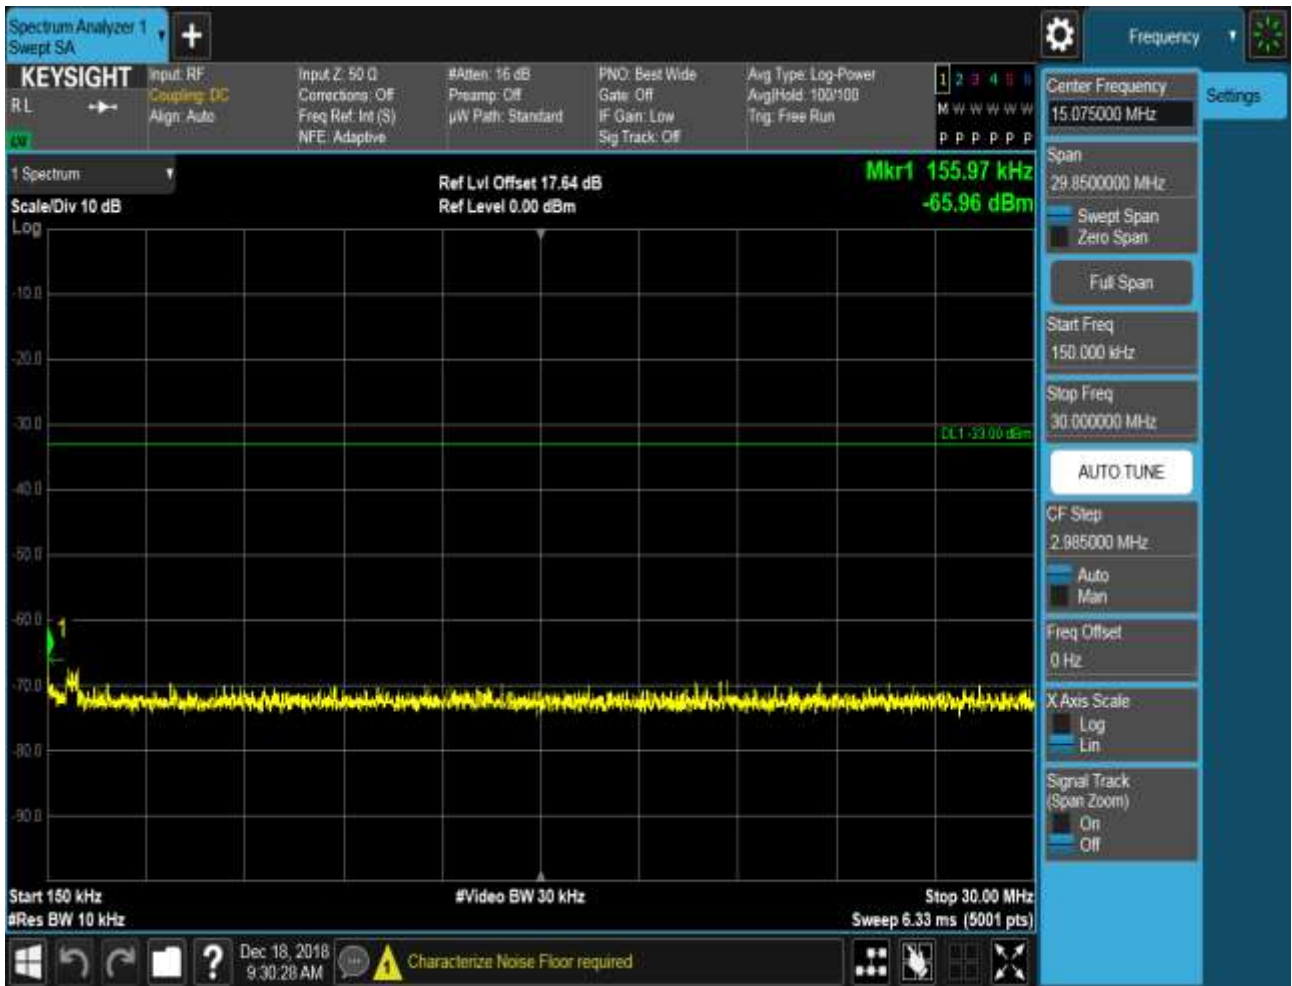 Spectrum Analyzer 1
Swept SA
Frequency
KEYSIGHT
R L
Input: RF
Coupling: DC
Align: Auto
Input Z: 50 Ω
Corrections: Off
Freq Ref: Int (S)
NFE: Adaptive
#Atten: 16 dB
Preamp: Off
µW Path: Standard
PNO: Best Wide
Gate: Off
IF Gain: Low
Sig Track: Off
Avg Type: Log-Power
Avg|Hold: 100/100
Trig: Free Run
1 2 3 4 5 6
M W W W W W
P P P P P P
1 Spectrum
Scale/Div 10 dB
Ref Lvl Offset 17.64 dB
Ref Level 0.00 dBm
Mkr1 155.97 kHz
-65.96 dBm
Log
-10.0
-20.0
-30.0
DL1 -33.00 dBm
-40.0
-50.0
-60.0
1
-70.0
-80.0
-90.0
Start 150 kHz
#Video BW 30 kHz
Stop 30.00 MHz
#Res BW 10 kHz
Sweep 6.33 ms (5001 pts)
Center Frequency
15.075000 MHz
Settings
Span
29.8500000 MHz
Swept Span
Zero Span
Full Span
Start Freq
150.000 kHz
Stop Freq
30.000000 MHz
AUTO TUNE
CF Step
2.985000 MHz
Auto
Man
Freq Offset
0 Hz
X Axis Scale
Log
Lin
Signal Track
(Span Zoom)
On
Off
?
Dec 18, 2018
9:30:28 AM
1
Characterize Noise Floor required